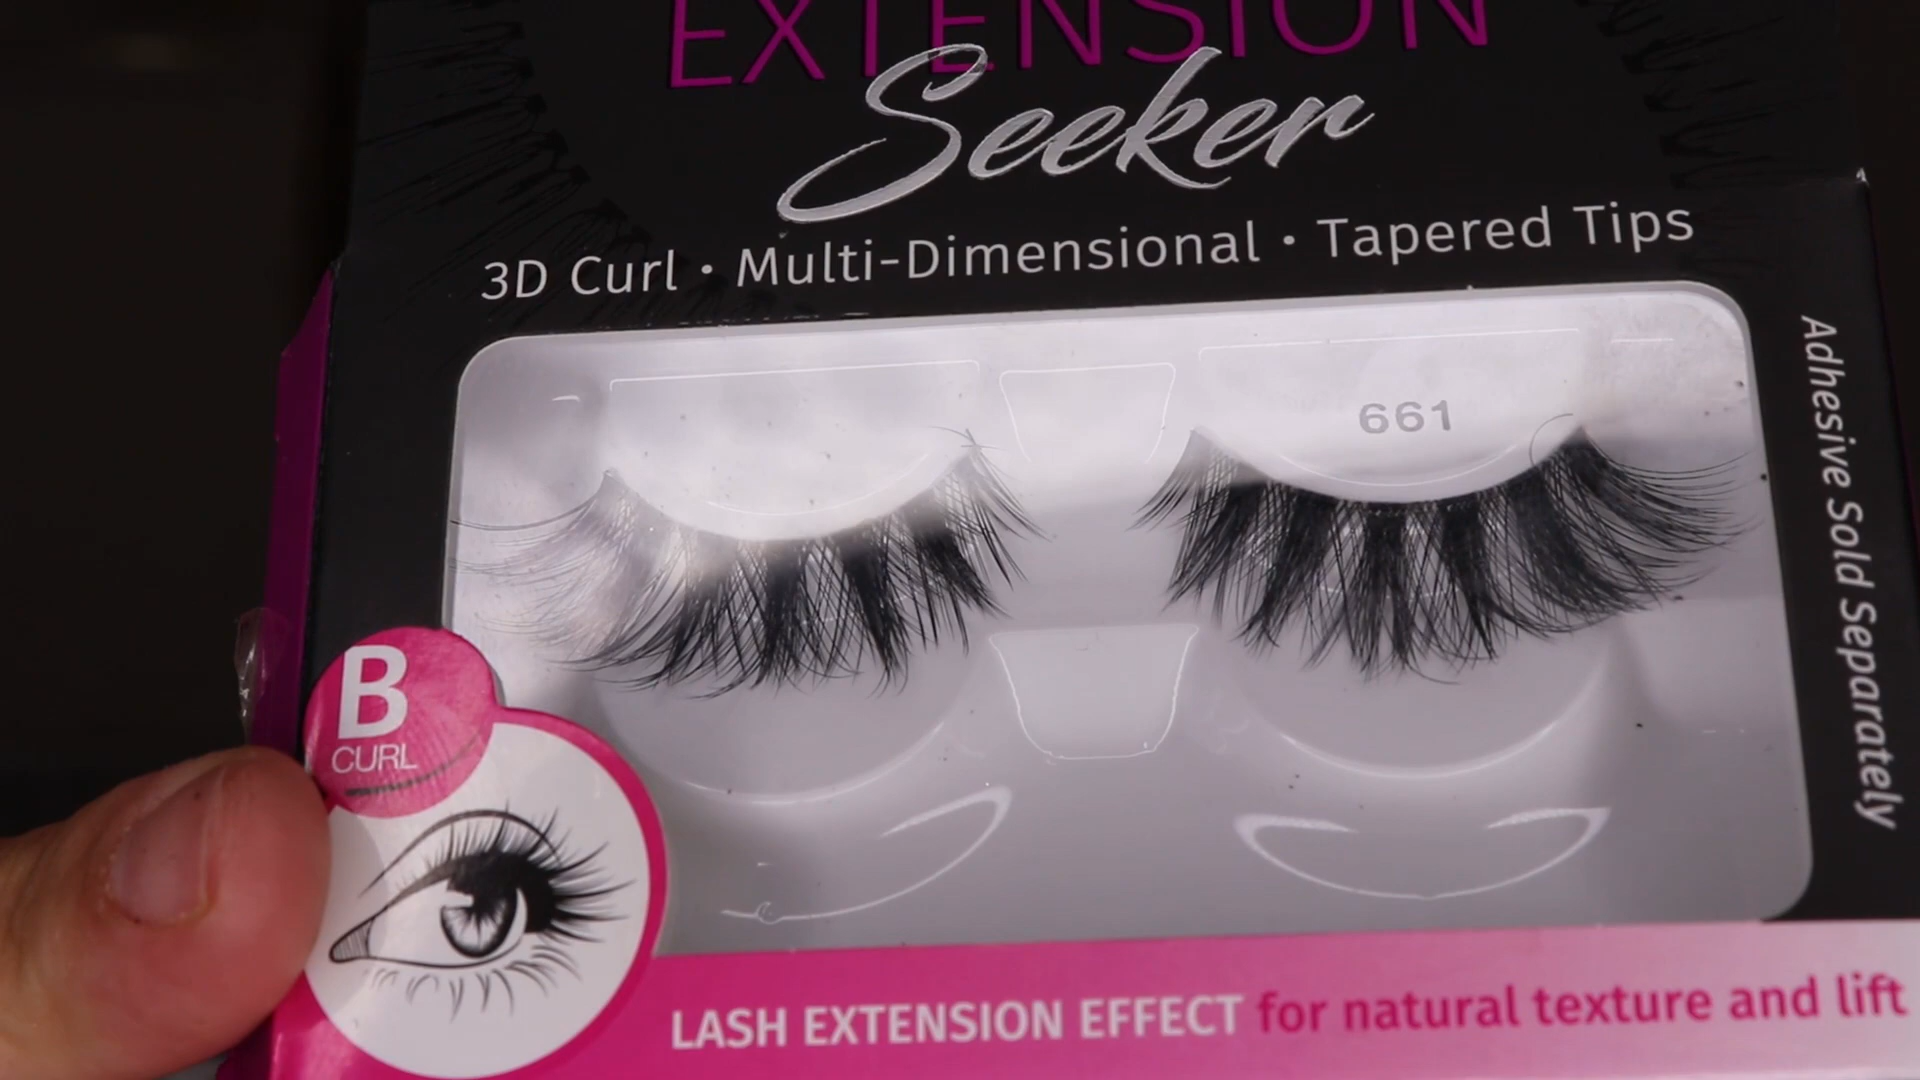 EXTENSION
Seeker
3D Curl • Multi-Dimensional • Tapered Tips
661
Adhesive Sold Separately
B
CURL
LASH EXTENSION EFFECT for natural texture and lift